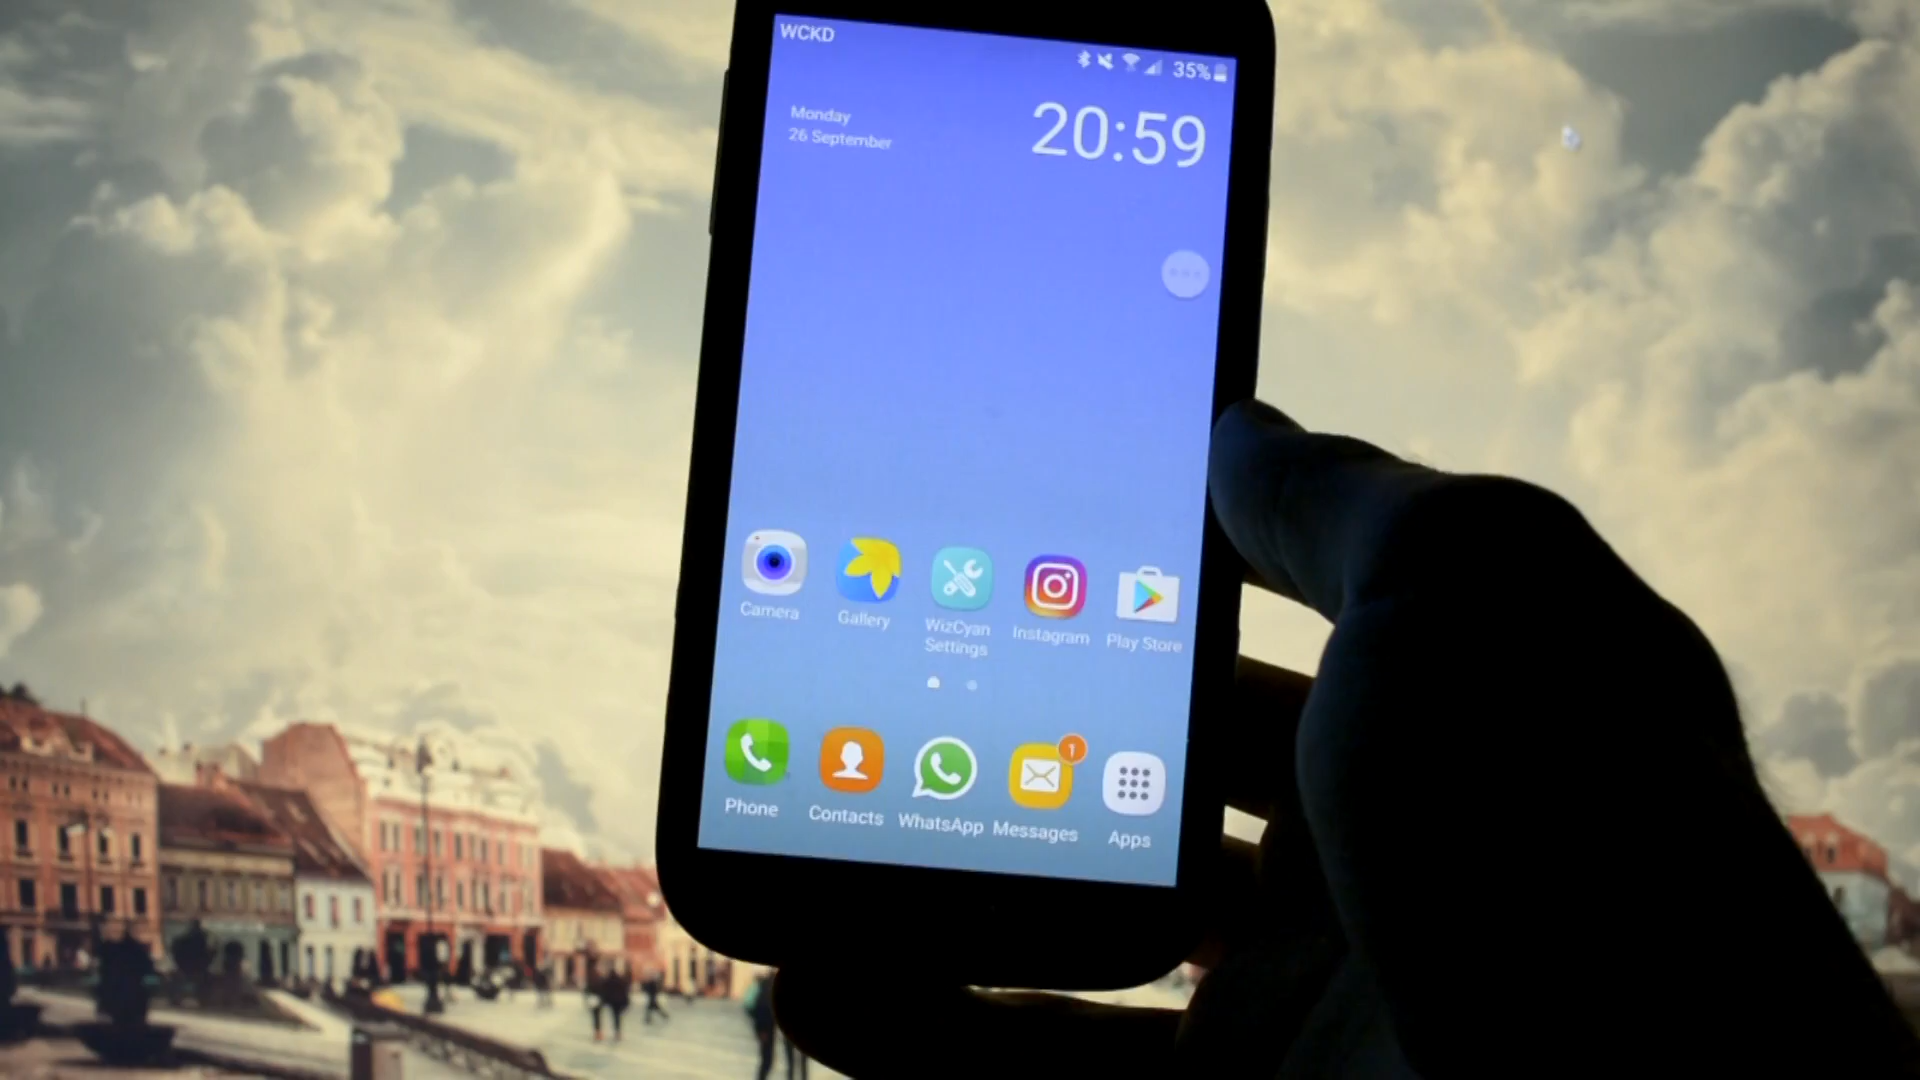 WCKD
35%
Monday
26 September
20:59
Camera
Gallery
WizCyan
Settings
Instagram
Play Store
1
Phone
Contacts
WhatsApp
Messages
Apps